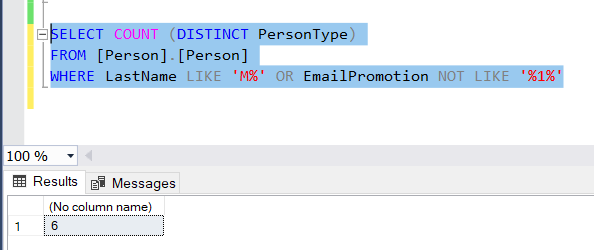 SELECT COUNT (DISTINCT PersonType)
FROM [Person].[Person]
WHERE LastName LIKE 'M%' OR EmailPromotion NOT LIKE '%1%'
100 %
Results Messages
(No column name)
1 6